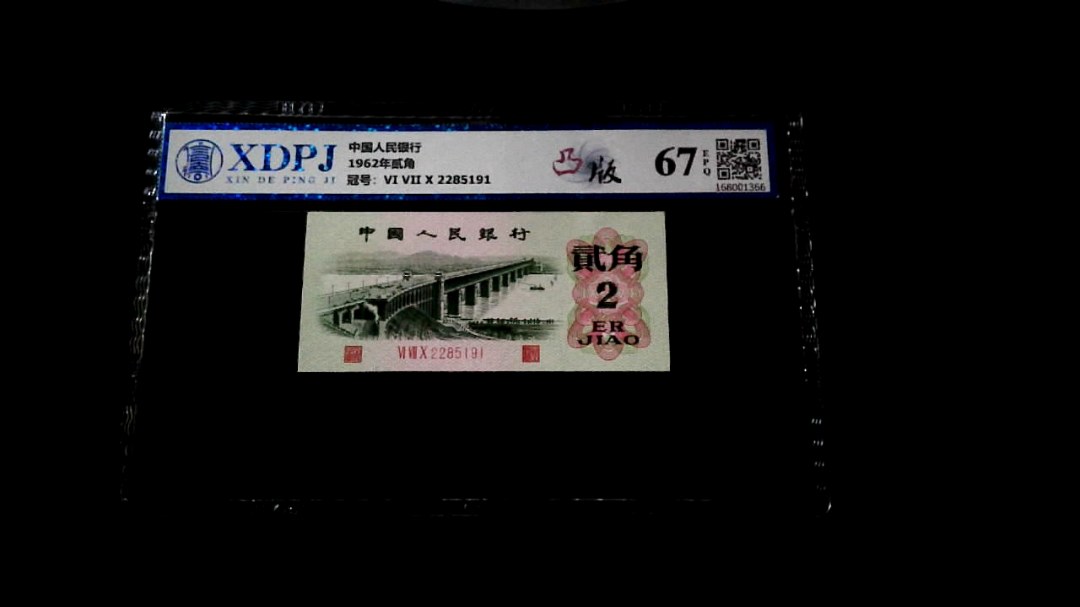 XDPJ
XIN DE PING JI
中国人民银行
1962年贰角
冠号: VI VII X 2285191
凸版
67
EPQ
168001366
中國人民銀行
貳角
2
ER
JIAO
VI VII X 2285191